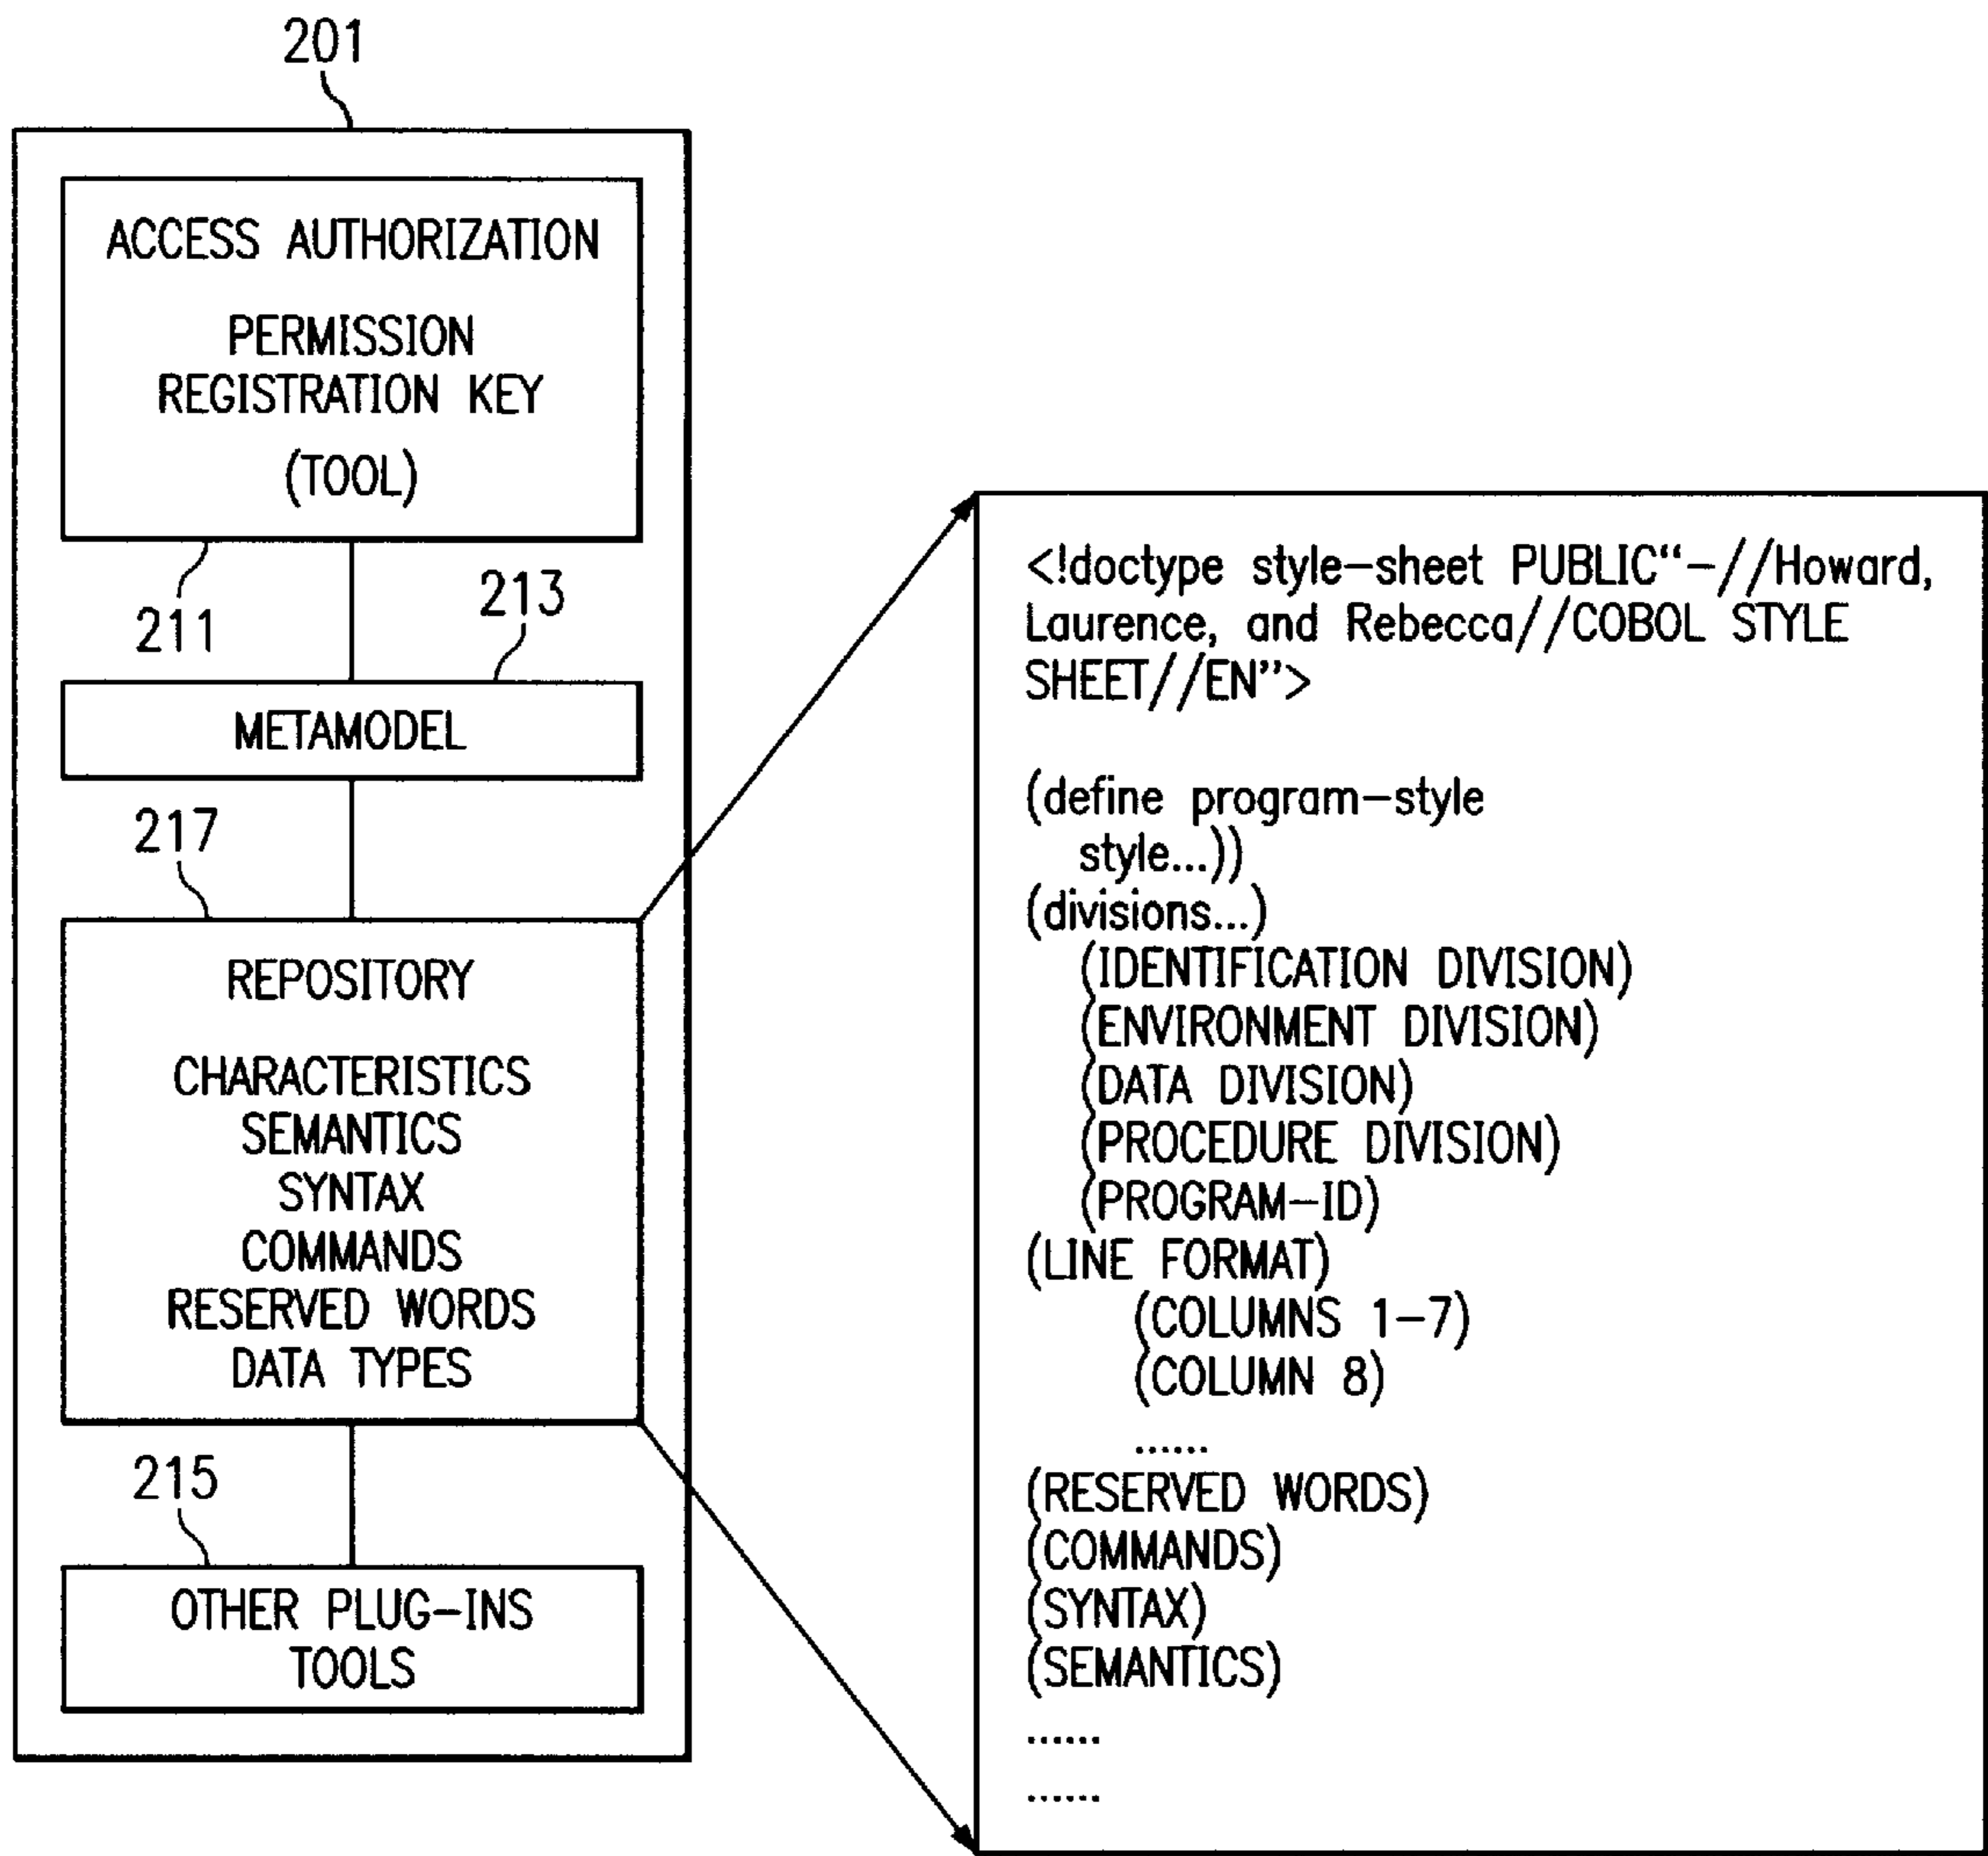 201
ACCESS AUTHORIZATION
PERMISSION
REGISTRATION KEY
(TOOL)
211
213
METAMODEL
217
REPOSITORY
CHARACTERISTICS
SEMANTICS
SYNTAX
COMMANDS
RESERVED WORDS
DATA TYPES
215
OTHER PLUG-INS
TOOLS
<!doctype style-sheet PUBLIC“-//Howard,
Laurence, and Rebecca//COBOL STYLE
SHEET//EN”>
(define program-style
style...))
(divisions...)
(IDENTIFICATION DIVISION)
(ENVIRONMENT DIVISION)
(DATA DIVISION)
(PROCEDURE DIVISION)
(PROGRAM-ID)
(LINE FORMAT)
(COLUMNS 1-7)
(COLUMN 8)
......
(RESERVED WORDS)
(COMMANDS)
(SYNTAX)
(SEMANTICS)
......
......